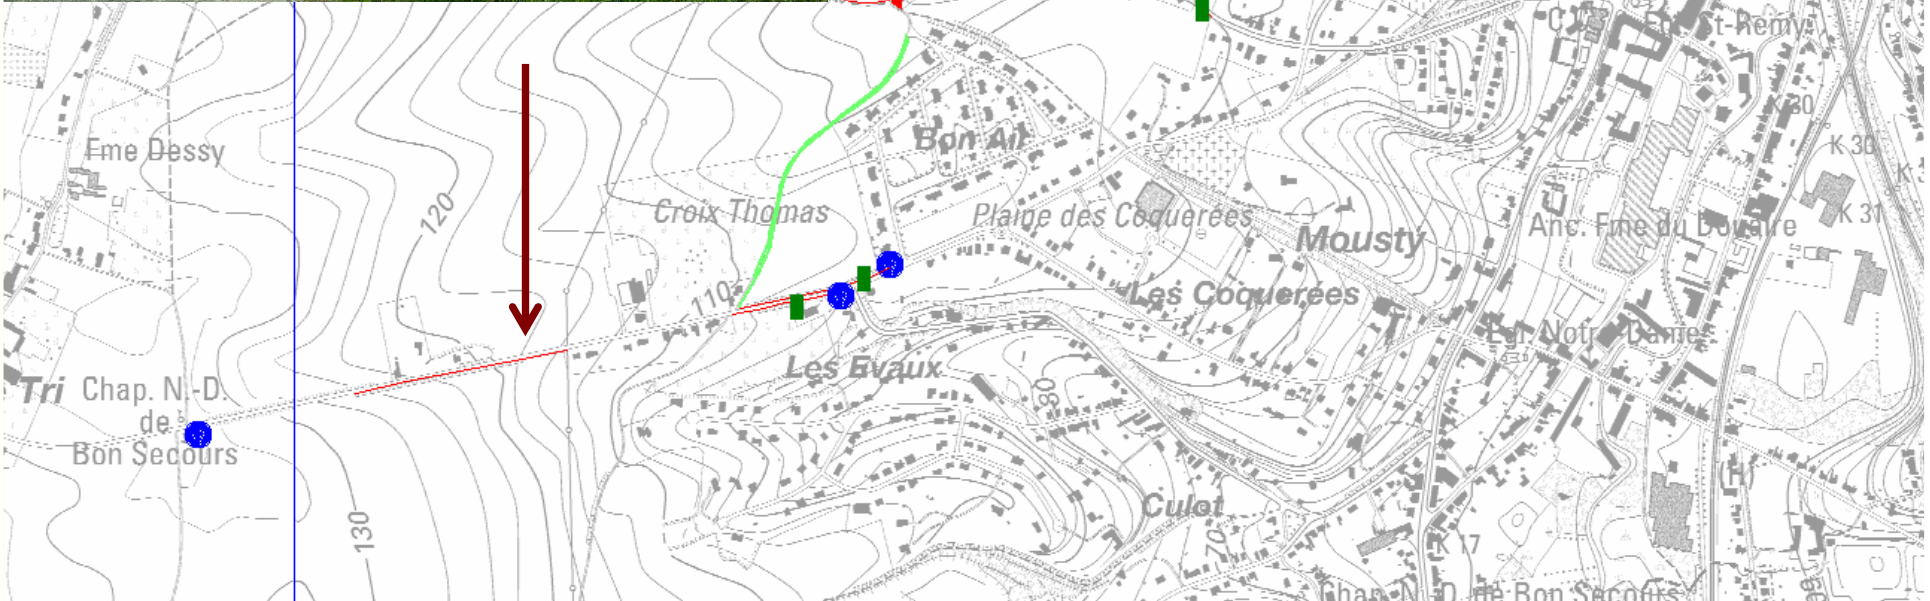 Fme Dessy
120
Croix Thomas
110
Bon Air
Plaine des Coquerées
Mousty
Les Coquerées
Les Evaux
80
Culot
70
Tri
Chap. N.-D.
de
Bon Secours
130
St-Remy
K 30
K 30
K 31
Anc. Fme du Douaire
Egl. Notre Dame
(H)
K 17
Chap. N.-D. de Bon Secours